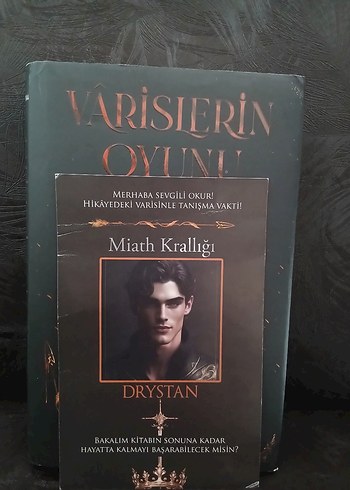 VÂRİSLERİN
OYUNU
MERHABA SEVGİLİ OKUR!
HİKÂYEDEKİ VARİSİNLE TANIŞMA VAKTİ!
Miath Krallığı
DRYSTAN
BAKALIM KİTABIN SONUNA KADAR
HAYATTA KALMAYI BAŞARABİLECEK MİSİN?